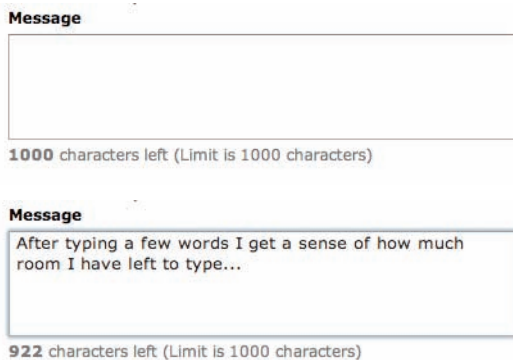 Message
1000 characters left (Limit is 1000 characters)
Message
After typing a few words I get a sense of how much
room I have left to type...
922 characters left (Limit is 1000 characters)